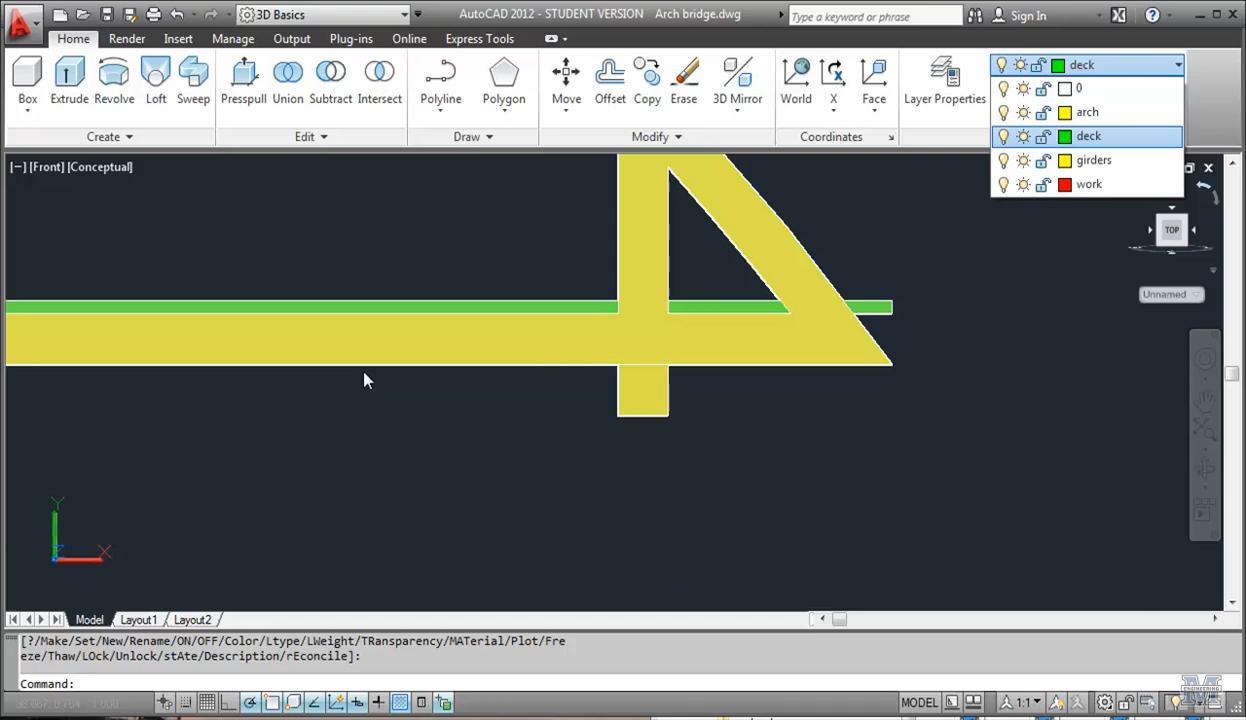 3D Basics
AutoCAD 2012 - STUDENT VERSION Arch bridge.dwg
Type a keyword or phrase
Sign In
Home Render Insert Manage Output Plug-ins Online Express Tools
Box Extrude Revolve Loft Sweep Presspull Union Subtract Intersect Polyline Polygon Move Offset Copy Erase 3D Mirror World X Face Layer Properties
Create Edit Draw Modify Coordinates
deck
0
arch
deck
girders
work
[−] [Front] [Conceptual]
TOP
Unnamed
Y
Z
X
Model Layout1 Layout2
[?/Make/Set/New/Rename/ON/OFF/Color/Ltype/LWeight/TRansparency/MATerial/Plot/Fre
eze/Thaw/LOck/Unlock/stAte/Description/rEconcile]:
Command:
MODEL 1:1
M
ENGINEERING